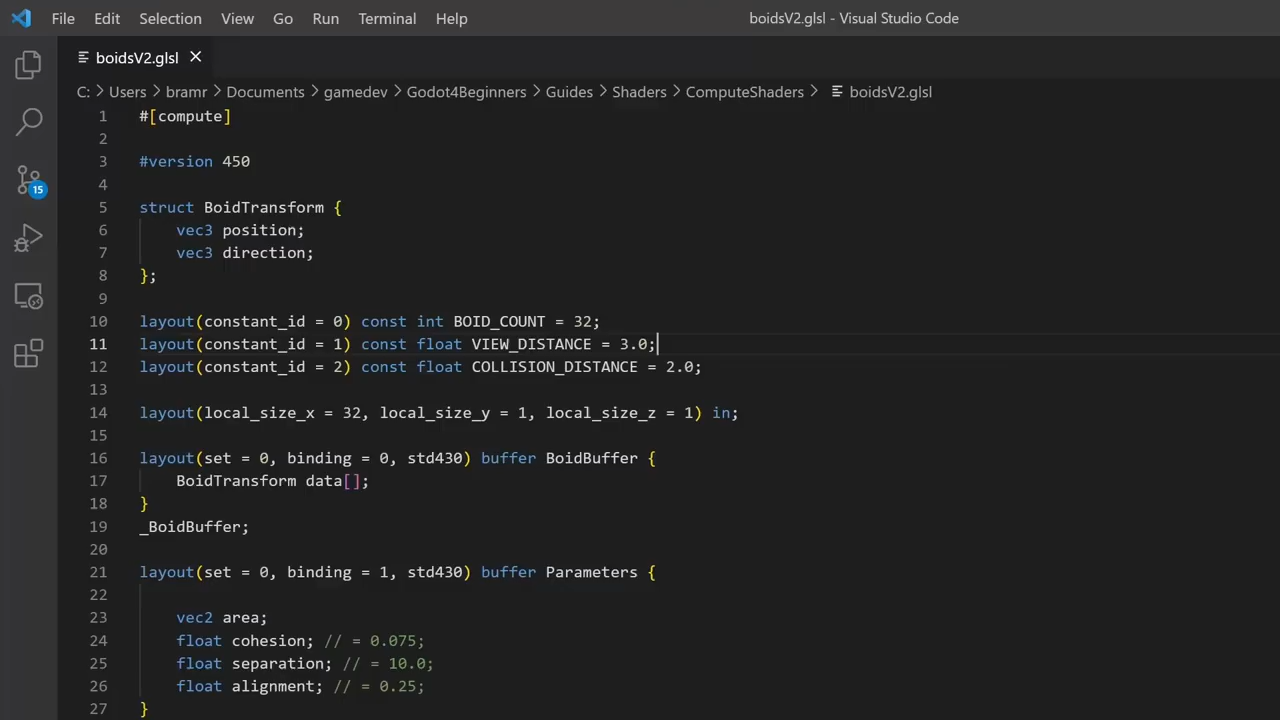 File Edit Selection View Go Run Terminal Help boidsV2.glsl - Visual Studio Code
boidsV2.glsl
C: Users bramr Documents gamedev Godot4Beginners Guides Shaders ComputeShaders boidsV2.glsl
1 #[compute]
2
3 #version 450
4
5 struct BoidTransform {
6 vec3 position;
7 vec3 direction;
8 };
9
10 layout(constant_id = 0) const int BOID_COUNT = 32;
11 layout(constant_id = 1) const float VIEW_DISTANCE = 3.0;
12 layout(constant_id = 2) const float COLLISION_DISTANCE = 2.0;
13
14 layout(local_size_x = 32, local_size_y = 1, local_size_z = 1) in;
15
15
16 layout(set = 0, binding = 0, std430) buffer BoidBuffer {
17 BoidTransform data[];
18 }
19 _BoidBuffer;
20
21 layout(set = 0, binding = 1, std430) buffer Parameters {
22
23 vec2 area;
24 float cohesion; // = 0.075;
25 float separation; // = 10.0;
26 float alignment; // = 0.25;
27 }